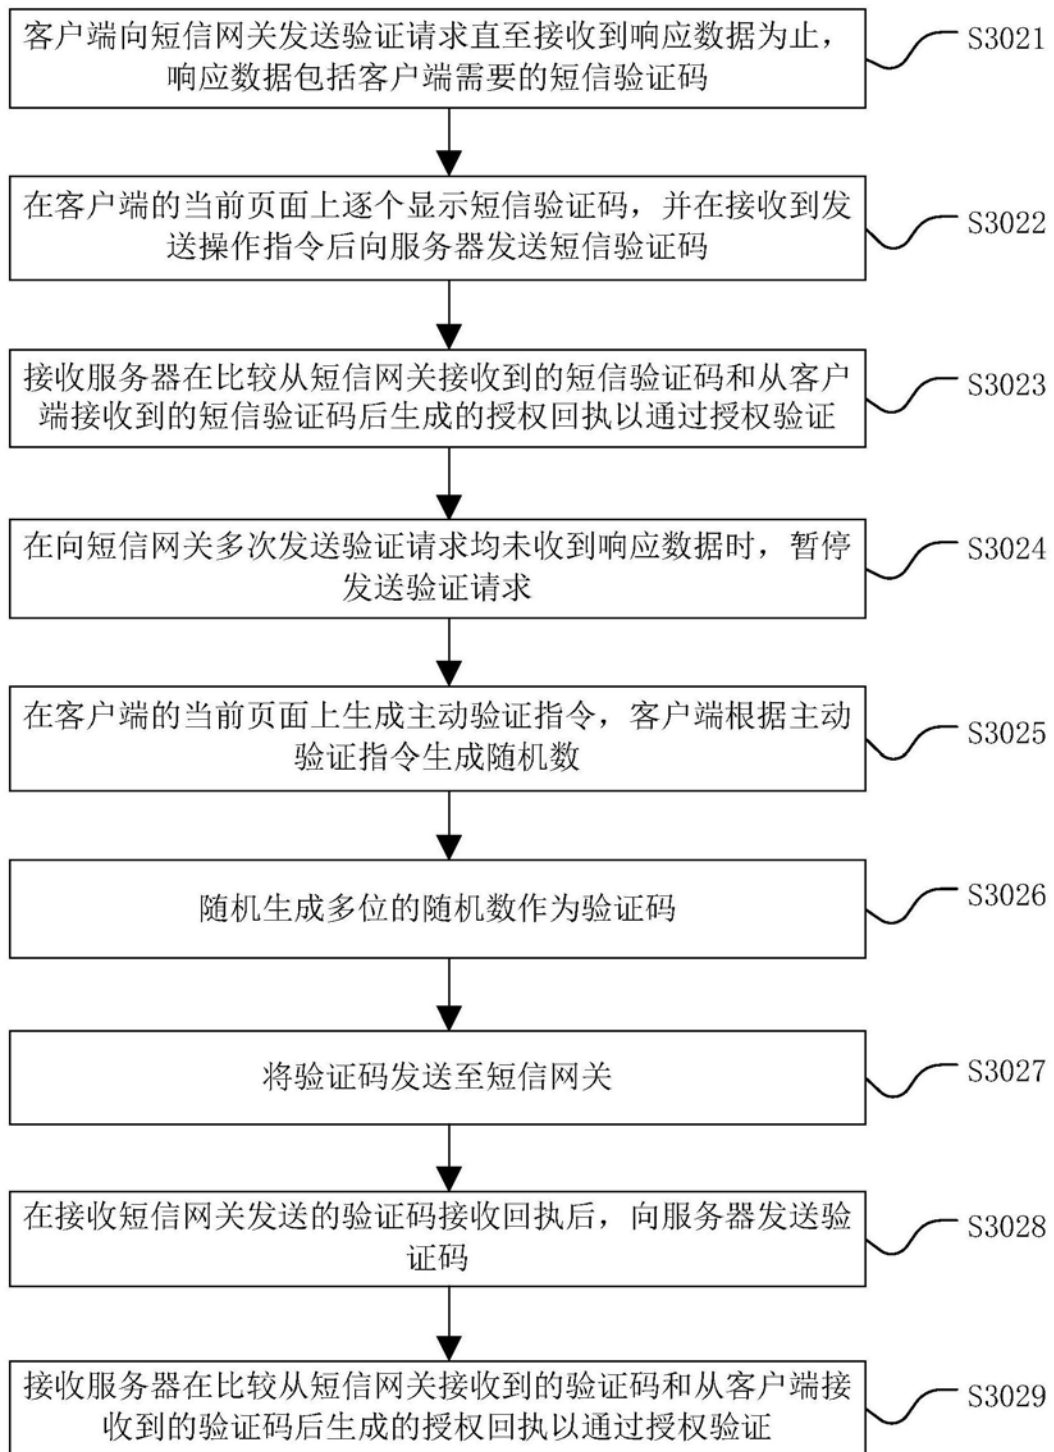 客户端向短信网关发送验证请求直至接收到响应数据为止，
响应数据包括客户端需要的短信验证码
S3021
在客户端的当前页面上逐个显示短信验证码，并在接收到发
送操作指令后向服务器发送短信验证码
S3022
接收服务器在比较从短信网关接收到的短信验证码和从客户
端接收到的短信验证码后生成的授权回执以通过授权验证
S3023
在向短信网关多次发送验证请求均未收到响应数据时，暂停
发送验证请求
S3024
在客户端的当前页面上生成主动验证指令，客户端根据主动
验证指令生成随机数
S3025
随机生成多位的随机数作为验证码
S3026
将验证码发送至短信网关
S3027
在接收短信网关发送的验证码接收回执后，向服务器发送验
证码
S3028
接收服务器在比较从短信网关接收到的验证码和从客户端接
收到的验证码后生成的授权回执以通过授权验证
S3029